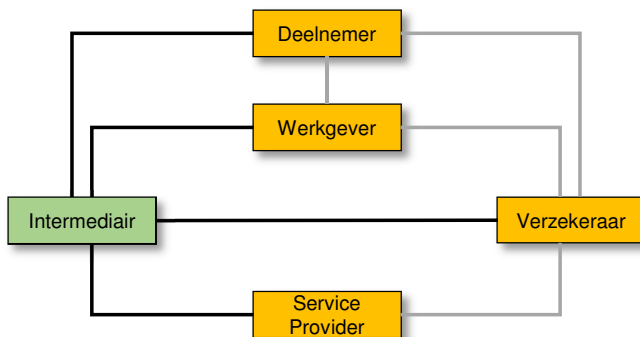 Deelnemer
Werkgever
Intermediair
Verzekeraar
Service
Provider